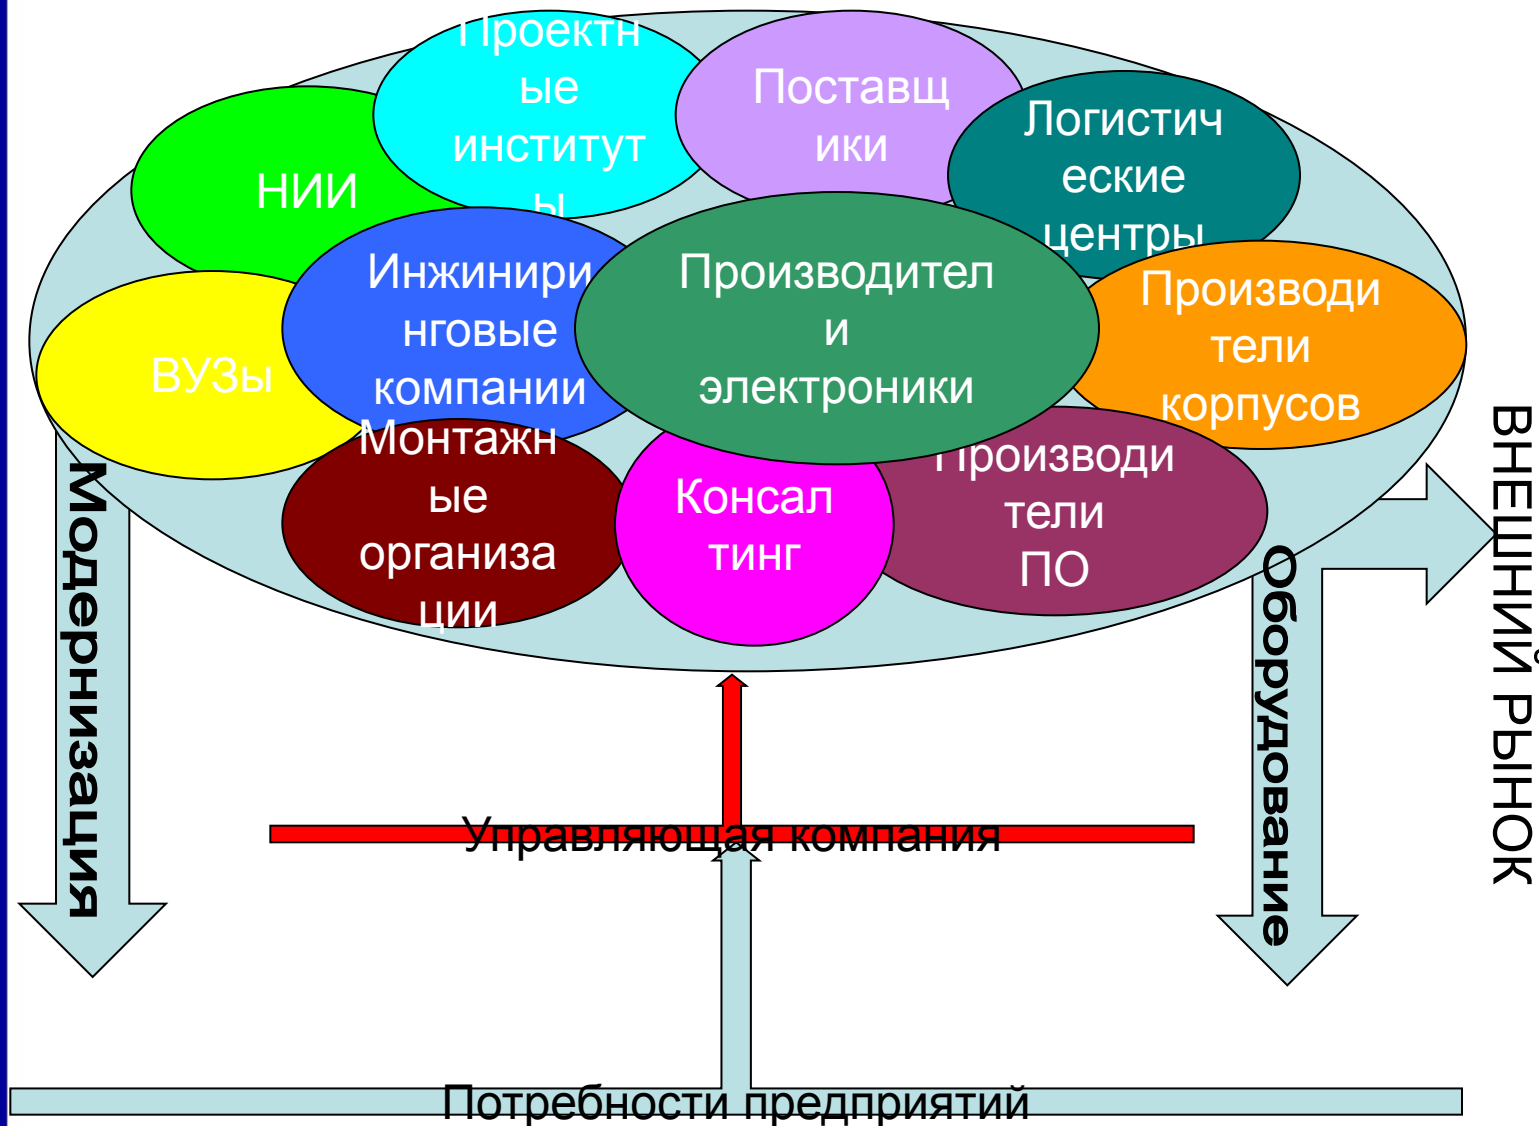 Проектн
ые
институт
ы
Поставщ
ики
Логистич
еские
центры
НИИ
Инжинири
нговые
компании
Производител
и
электроники
Производи
тели
корпусов
ВУЗы
Монтажн
ые
организа
ции
Консал
тинг
Производи
тели
ПО
Модернизация
Оборудование
ВНЕШНИЙ РЫНОК
Управляющая компания
Потребности предприятий